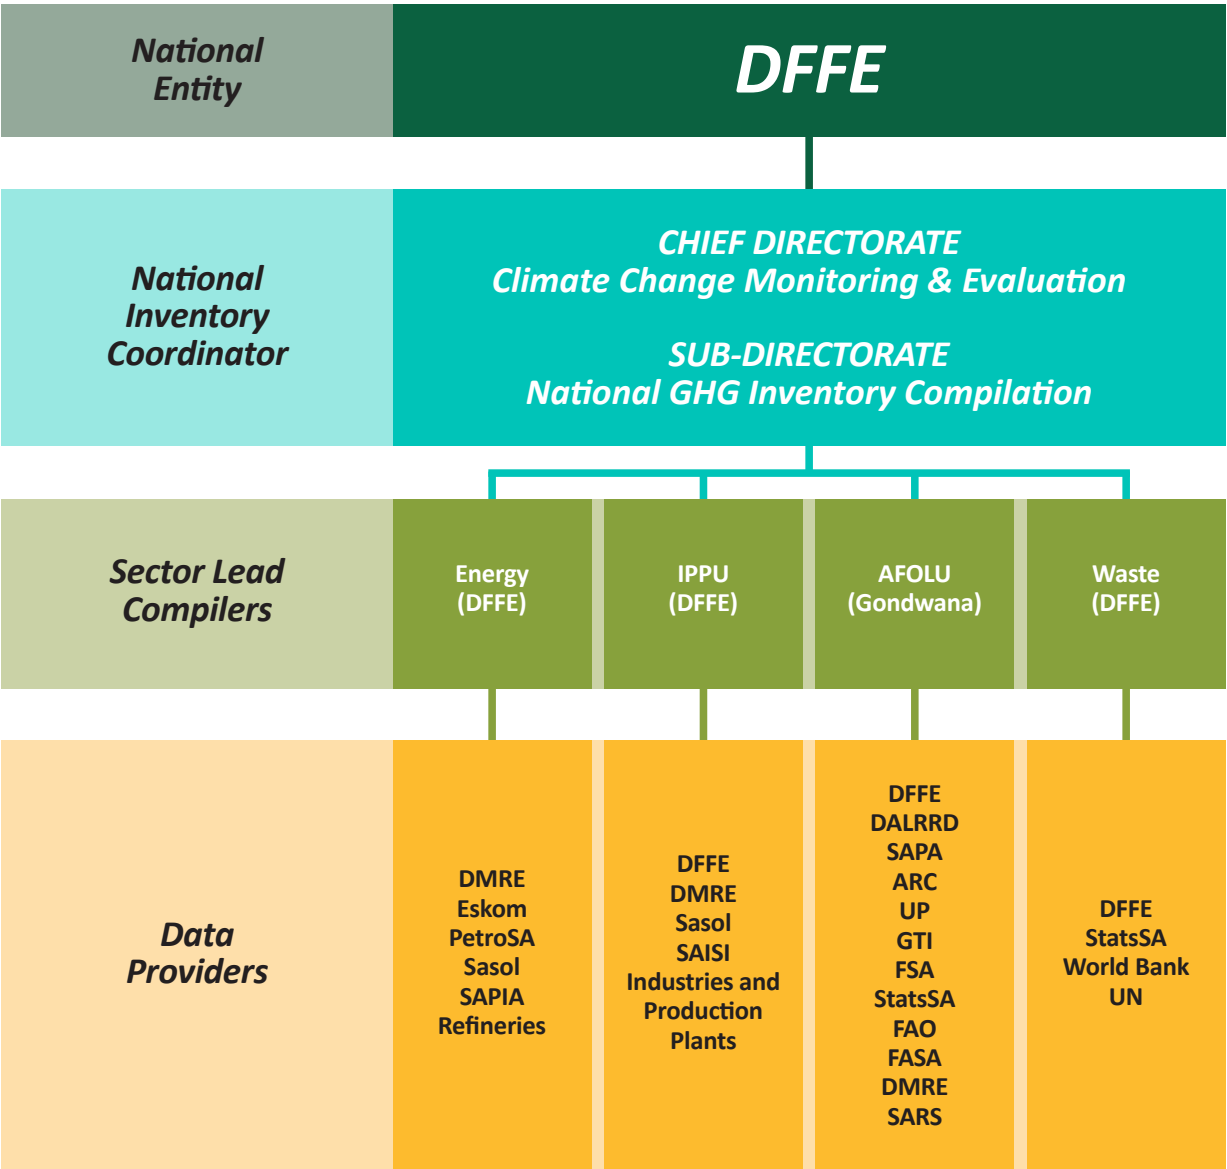 National
Entity
DFFE
National
Inventory
Coordinator
CHIEF DIRECTORATE
Climate Change Monitoring & Evaluation
SUB-DIRECTORATE
National GHG Inventory Compilation
Sector Lead
Compilers
Energy
(DFFE)
IPPU
(DFFE)
AFOLU
(Gondwana)
Waste
(DFFE)
Data
Providers
DMRE
Eskom
PetroSA
Sasol
SAPIA
Refineries
DFFE
DMRE
Sasol
SAISI
Industries and
Production
Plants
DFFE
DALRRD
SAPA
ARC
UP
GTI
FSA
StatsSA
FAO
FASA
DMRE
SARS
DFFE
StatsSA
World Bank
UN